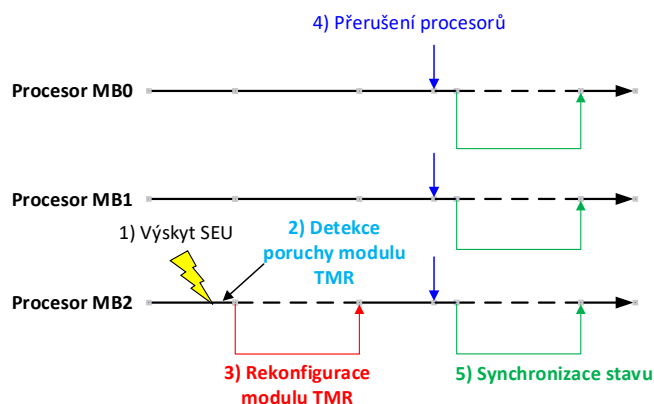 4) Přerušení procesorů
Procesor MB0
Procesor MB1
1) Výskyt SEU
2) Detekce
poruchy modulu
TMR
Procesor MB2
3) Rekonfigurace
modulu TMR
5) Synchronizace stavu